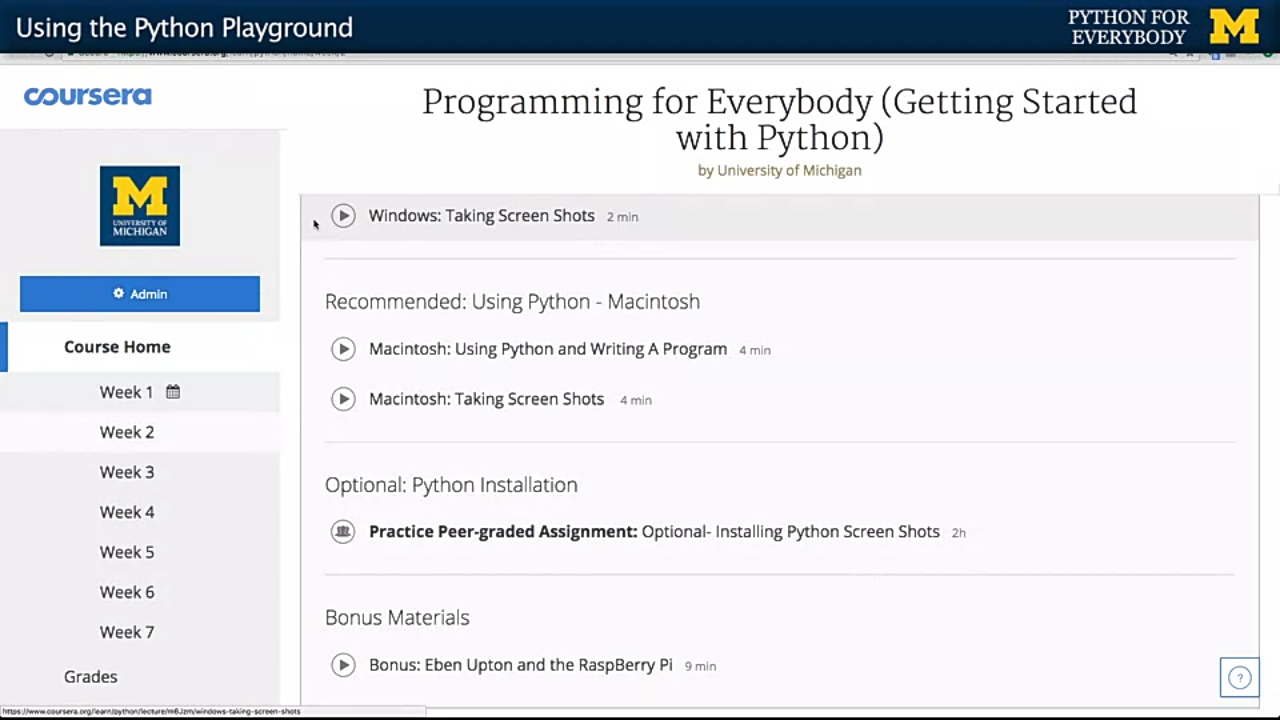 Using the Python Playground
PYTHON FOR
EVERYBODY
coursera
Programming for Everybody (Getting Started
with Python)
by University of Michigan
UNIVERSITY OF
MICHIGAN
Admin
Course Home
Week 1
Week 2
Week 3
Week 4
Week 5
Week 6
Week 7
Grades
Windows: Taking Screen Shots 2 min
Recommended: Using Python - Macintosh
Macintosh: Using Python and Writing A Program 4 min
Macintosh: Taking Screen Shots 4 min
Optional: Python Installation
Practice Peer-graded Assignment: Optional- Installing Python Screen Shots 2h
Bonus Materials
Bonus: Eben Upton and the RaspBerry Pi 9 min
?
https://www.coursera.org/learn/python/lecture/m6Jzm/windows-taking-screen-shots